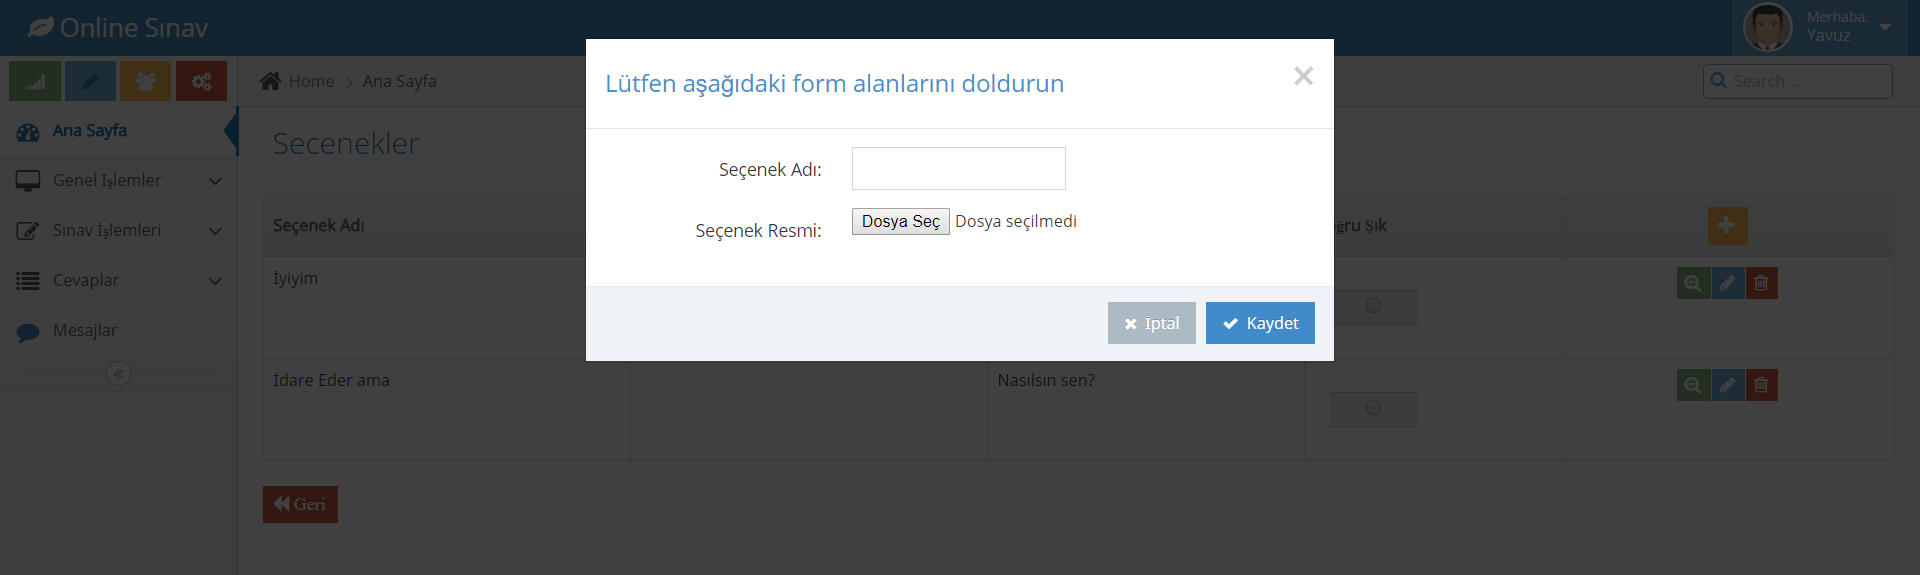 Online Sınav
Merhaba,
Yavuz
Home > Ana Sayfa
Search ...
Ana Sayfa
Genel İşlemler
Sınav İşlemleri
Cevaplar
Mesajlar
Secenekler
Lütfen aşağıdaki form alanlarını doldurun
×
Seçenek Adı:
Seçenek Resmi:
Dosya Seç Dosya seçilmedi
İptal
Kaydet
Seçenek Adı
ğru Şık
İyiyim
İdare Eder ama
Nasılsın sen?
Geri